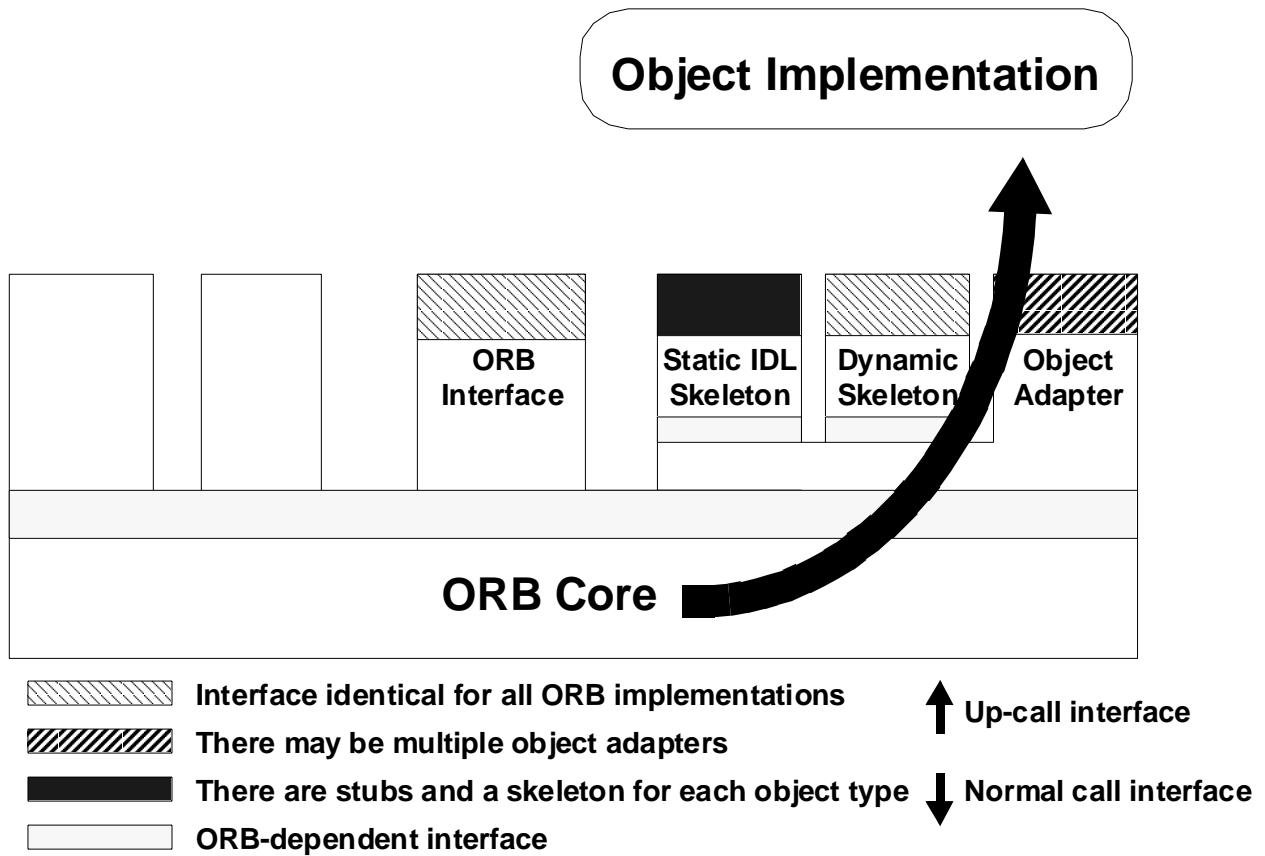 Object Implementation
ORB
Interface
Static IDL
Skeleton
Dynamic
Skeleton
Object
Adapter
ORB Core
Interface identical for all ORB implementations
There may be multiple object adapters
There are stubs and a skeleton for each object type
ORB-dependent interface
Up-call interface
Normal call interface